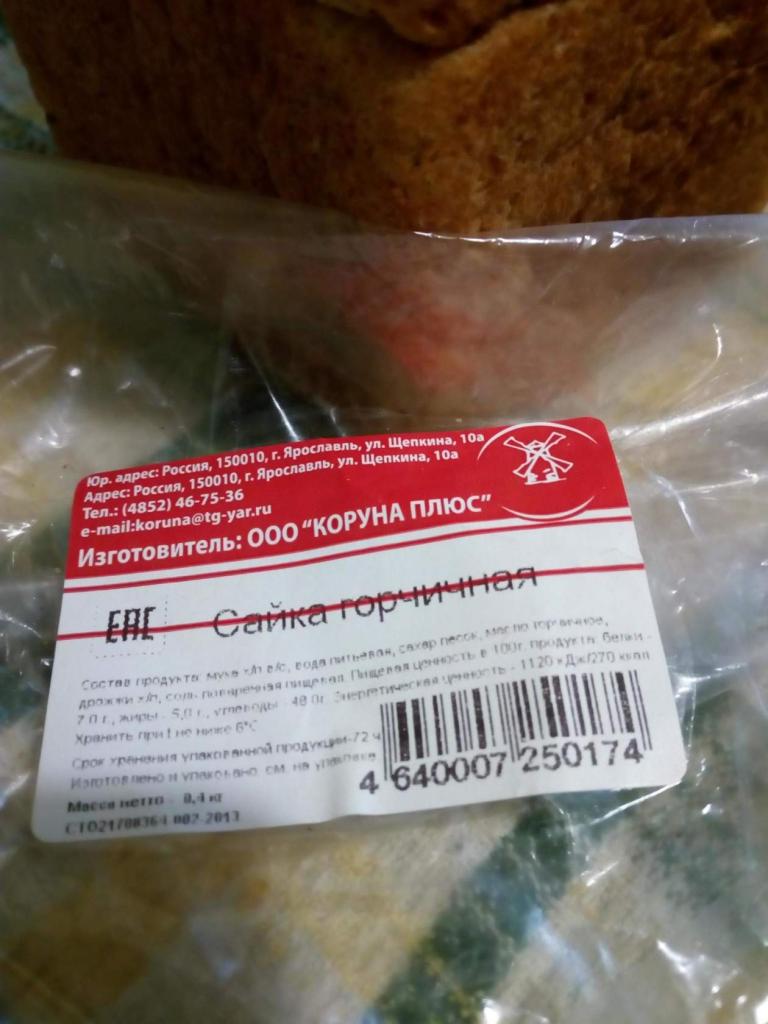 Юр. адрес: Россия, 150010, г. Ярославль, ул. Щепкина, 10а
Адрес: Россия, 150010, г. Ярославль, ул. Щепкина, 10а
Тел.: (4852) 46-75-36
e-mail:koruna@tg-yar.ru
Изготовитель: ООО "КОРУНА ПЛЮС"
ЕАС Сайка горчичная
Состав продукта: мука х/п в/с, вода питьевая, сахар песок, масло горчичное,
дрожжи х/п, соль поваренная пищевая. Пищевая ценность в 100г. продукта: белки -
7,0 г., жиры - 5,0 г., углеводы - 48,0г. Энергетическая ценность - 1120 кДж/270 ккал
Хранить при t не ниже 6°С
Срок хранения упакованной продукции-72 ч
Изготовлено и упаковано: см. на упаковке
Масса нетто - 0,4 кг
СТО21788364-002-2013
4 640007 250174